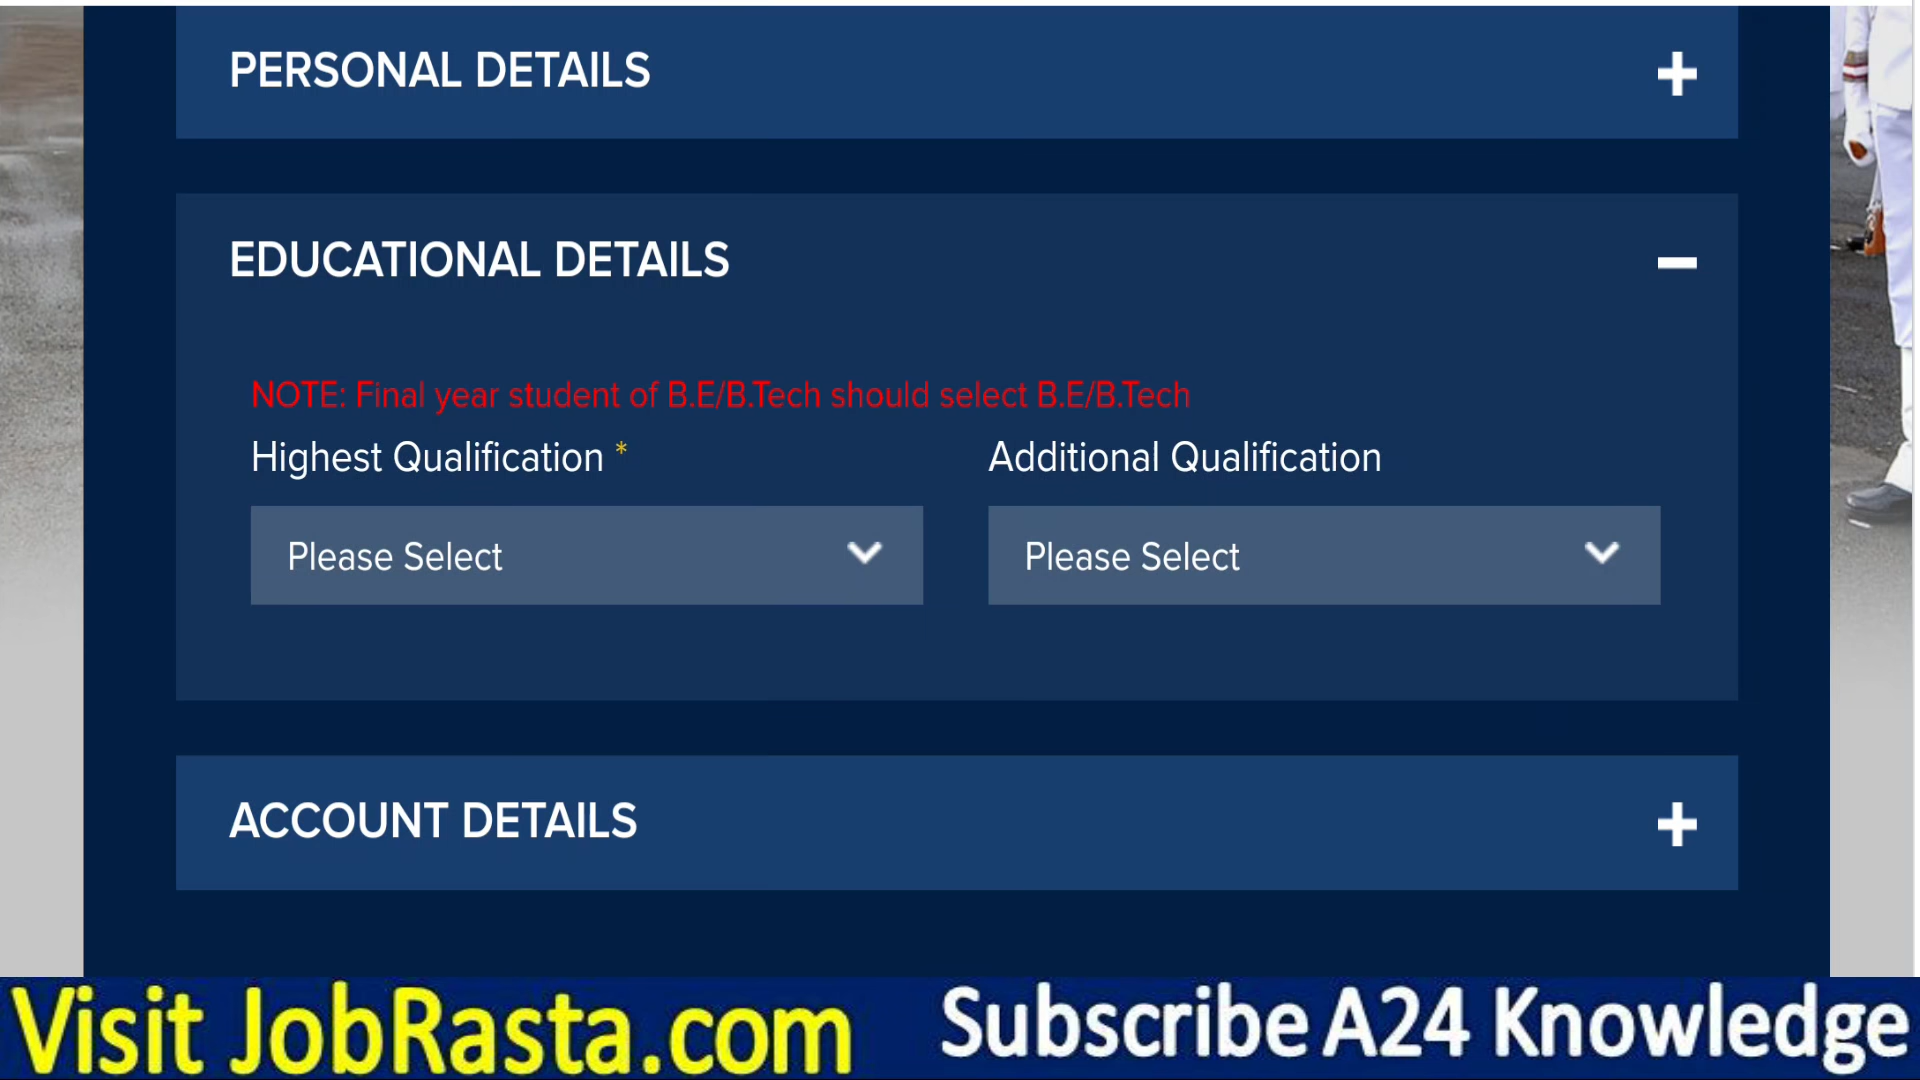 PERSONAL DETAILS
EDUCATIONAL DETAILS
NOTE: Final year student of B.E/B.Tech should select B.E/B.Tech
Highest Qualification *
Additional Qualification
Please Select
Please Select
ACCOUNT DETAILS
Visit JobRasta.com
Subscribe A24 Knowledge